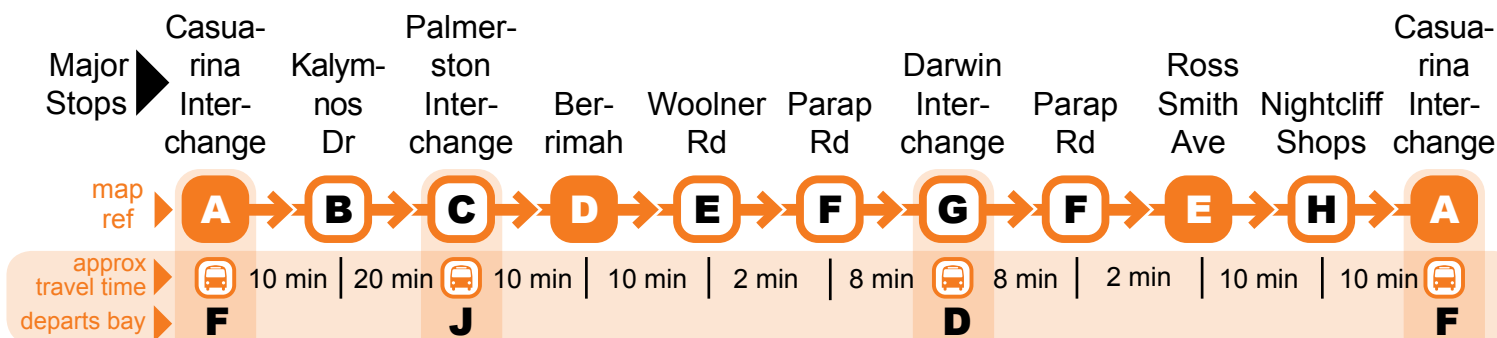 Major Stops
Casua-
rina
Inter-
change
Kalym-
nos
Dr
Palmer-
ston
Inter-
change
Ber-
rimah
Woolner
Rd
Parap
Rd
Darwin
Inter-
change
Parap
Rd
Ross
Smith
Ave
Nightcliff
Shops
Casua-
rina
Inter-
change
map
ref
A B C D E F G F E H A
approx
travel time
10 min 20 min 10 min 10 min 2 min 8 min 8 min 2 min 10 min 10 min
departs bay F J D F